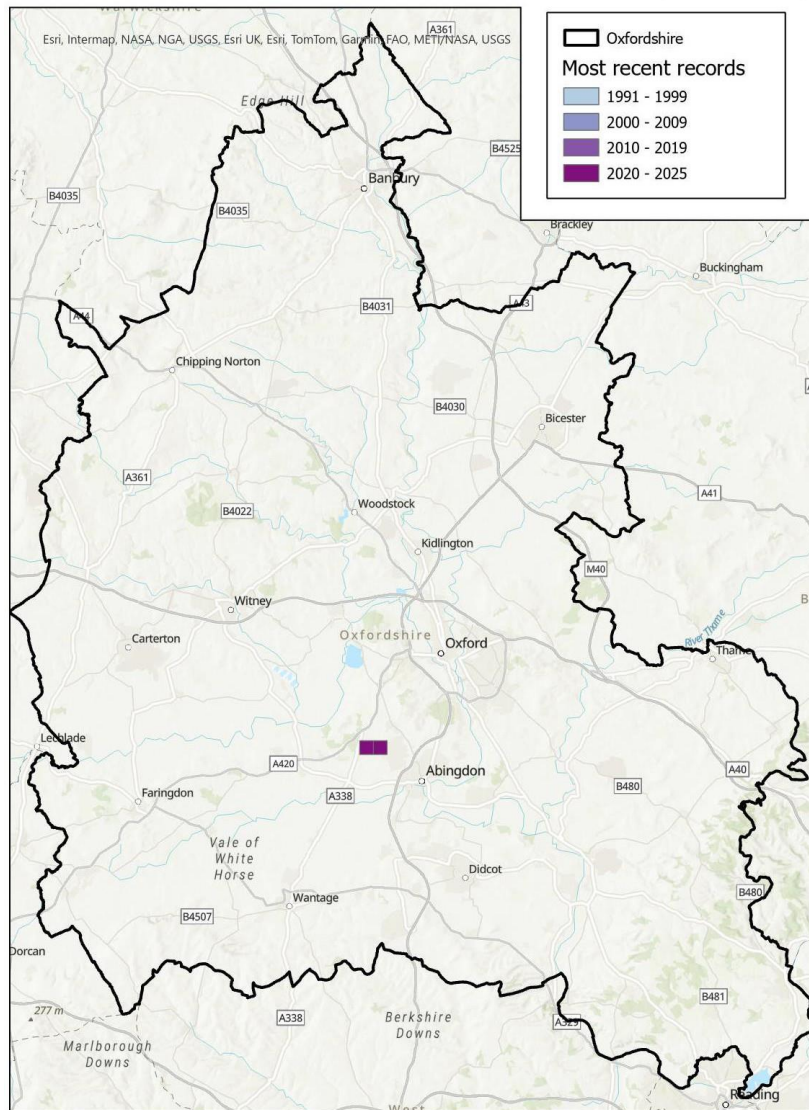 Warwickshire
A361
Esri, Intermap, NASA, NGA, USGS, Esri UK, Esri, TomTom, Garmin, FAO, METI/NASA, USGS
Oxfordshire
Most recent records
1991 - 1999
2000 - 2009
2010 - 2019
2020 - 2025
Edge Hill
B4525
Banbury
B4035
B4035
Brackley
Buckingham
A44
B4031
A43
Chipping Norton
B4030
Bicester
A361
A41
B4022
Woodstock
Kidlington
M40
Witney
Oxfordshire
River Thame
Carterton
Oxford
Thame
Lechlade
A420
Abingdon
A40
Faringdon
A338
B480
Vale of
White
Horse
Didcot
Wantage
B480
B4507
Dorcan
277 m
A338
Berkshire
Downs
A329
B481
Marlborough
Downs
West
Reading